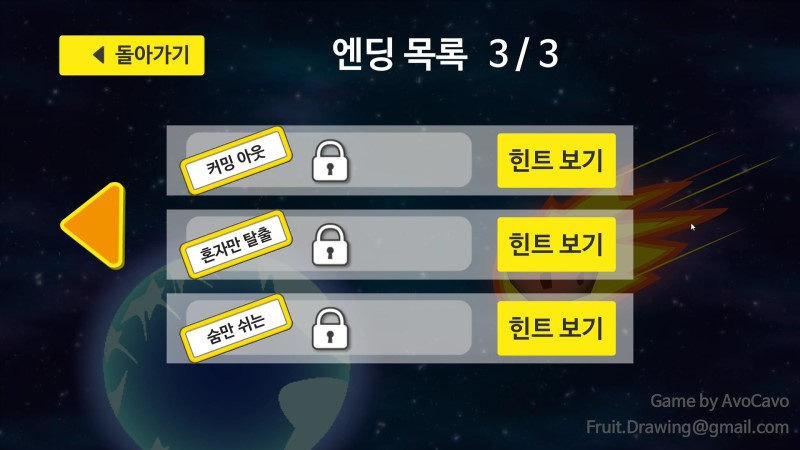 돌아가기
엔딩 목록 3 / 3
커밍 아웃
힌트 보기
혼자만 탈출
힌트 보기
숨만 쉬는
힌트 보기
Game by AvoCavo
Fruit.Drawing@gmail.com